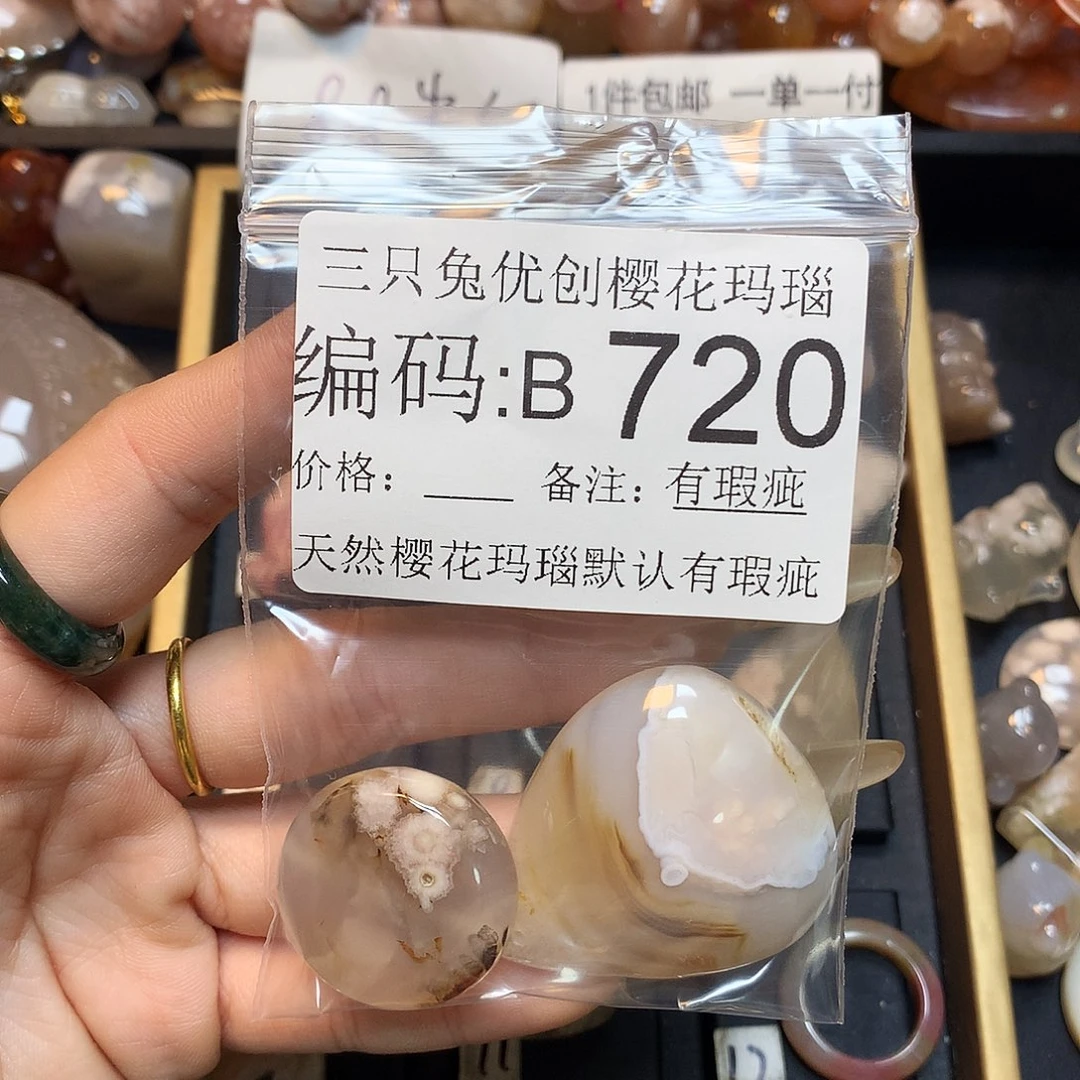 1件包邮 一单一付
三只兔优创樱花玛瑙
编码:B 720
价格：____ 备注：有瑕疵
天然樱花玛瑙默认有瑕疵